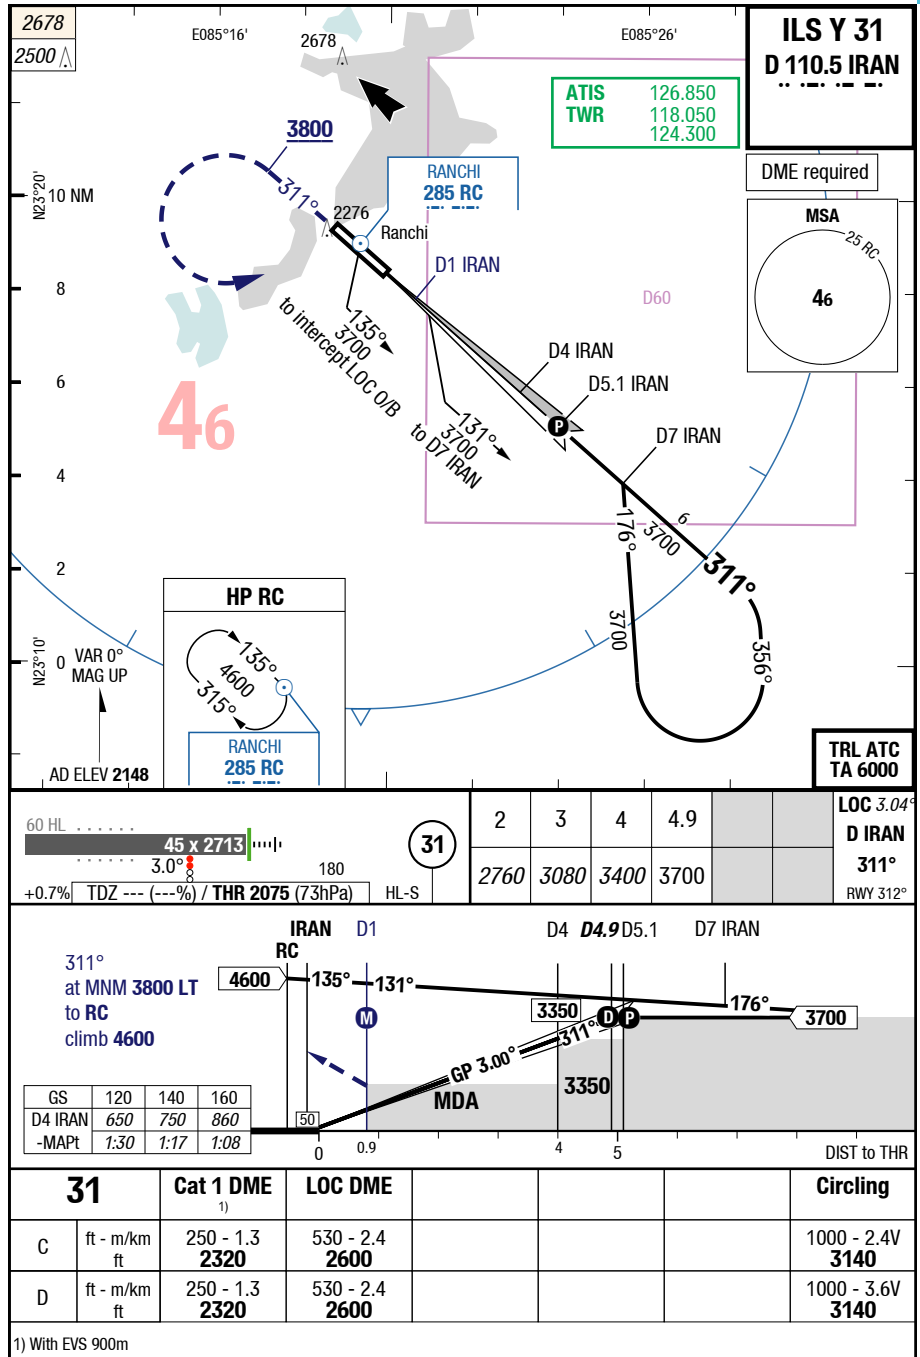 2678
2500
E085°16'
2678
E085°26'
ILS Y 31
D 110.5 IRAN
ATIS 126.850
TWR 118.050
124.300
DME required
MSA
25 RC
46
3800
311°
RANCHI
285 RC
N23°20'
10 NM
2276
Ranchi
D1 IRAN
8
D60
135°
3700
to intercept LOC O/B
D4 IRAN
6
D5.1 IRAN
46
P
131°
3700
to D7 IRAN
D7 IRAN
4
176°
3700
6
311°
2
HP RC
3700
356°
N23°10'
0
VAR 0°
MAG UP
135°
4600
315°
RANCHI
285 RC
AD ELEV 2148
TRL ATC
TA 6000
60 HL
45 x 2713
3.0°
180
+0.7%
TDZ --- (---%) / THR 2075 (73hPa)
HL-S
31
2 3 4 4.9
2760 3080 3400 3700
LOC 3.04°
D IRAN
311°
RWY 312°
IRAN
RC
D1
D4 D4.9 D5.1
D7 IRAN
311°
at MNM 3800 LT
to RC
climb 4600
4600
135°
131°
176°
3700
M
3350
D
P
311°
GP 3.00°
MDA
3350
GS 120 140 160
D4 IRAN 650 750 860
-MAPt 1:30 1:17 1:08
50
0
0.9
4
5
DIST to THR
31 Cat 1 DME LOC DME Circling
1)
C ft - m/km 250 - 1.3 530 - 2.4 1000 - 2.4V
ft 2320 2600 3140
D ft - m/km 250 - 1.3 530 - 2.4 1000 - 3.6V
ft 2320 2600 3140
1) With EVS 900m